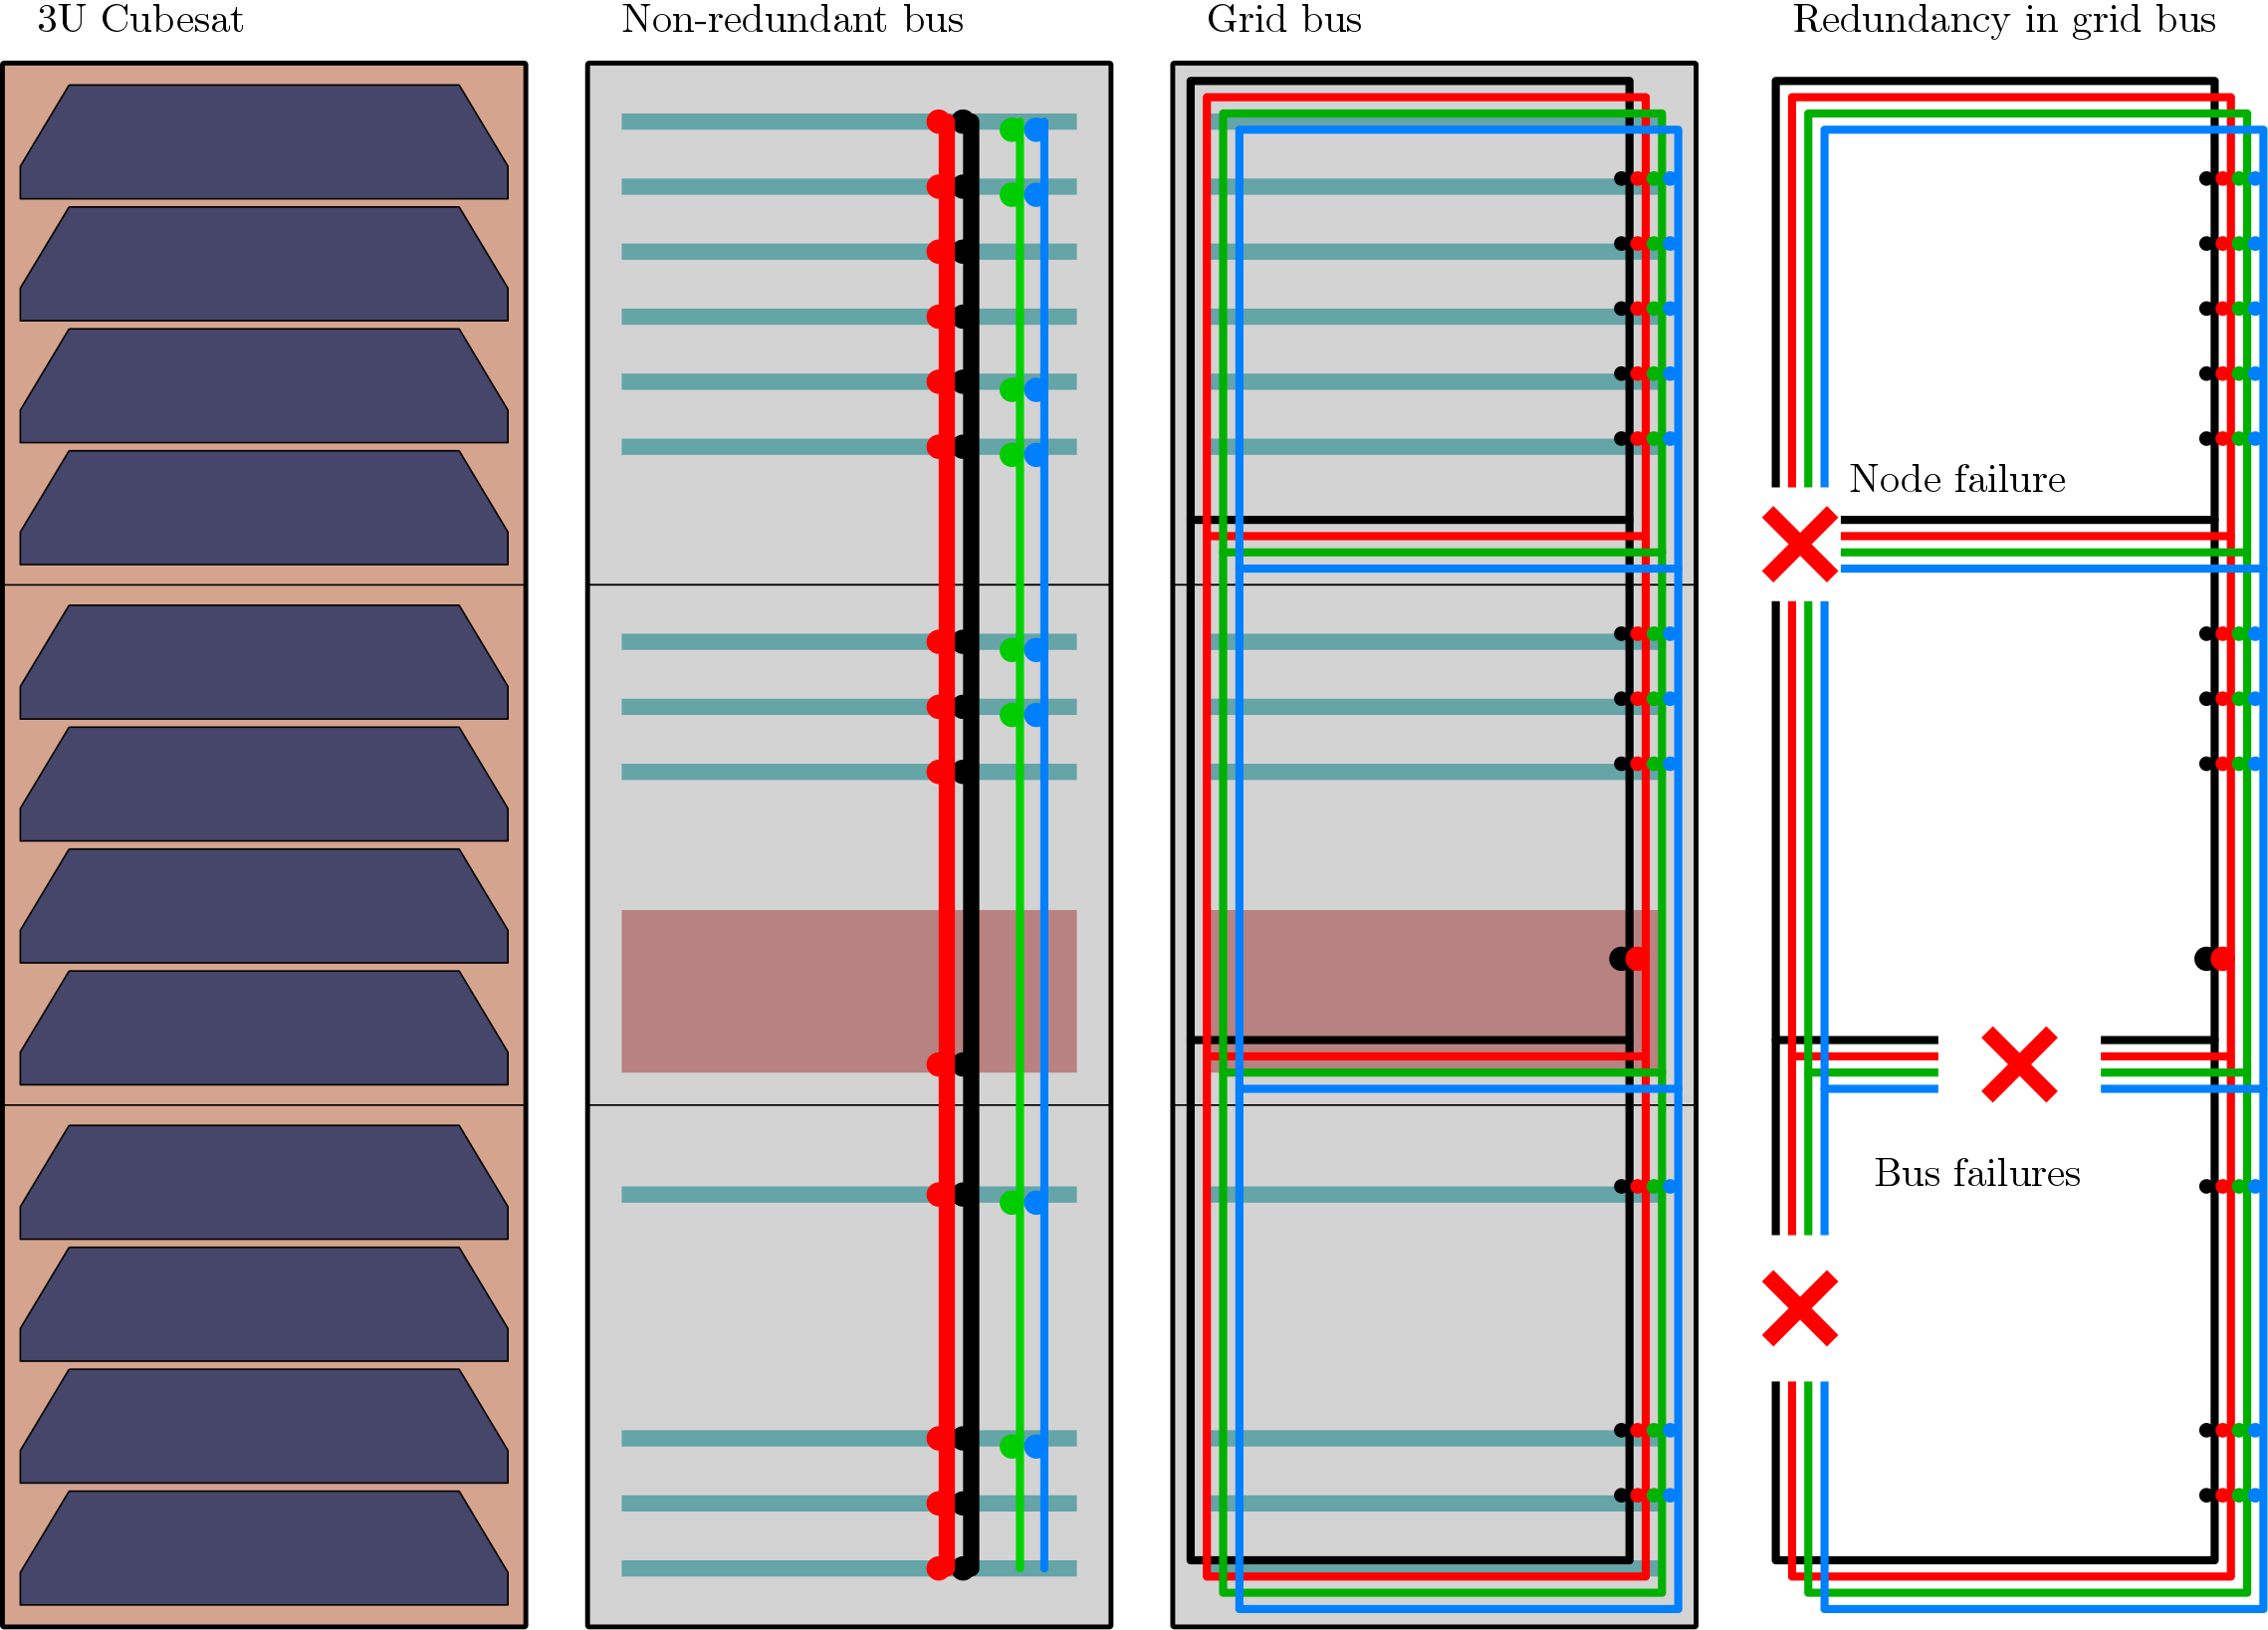 3U Cubesat
Non-redundant bus
Grid bus
Redundancy in grid bus
Node failure
Bus failures